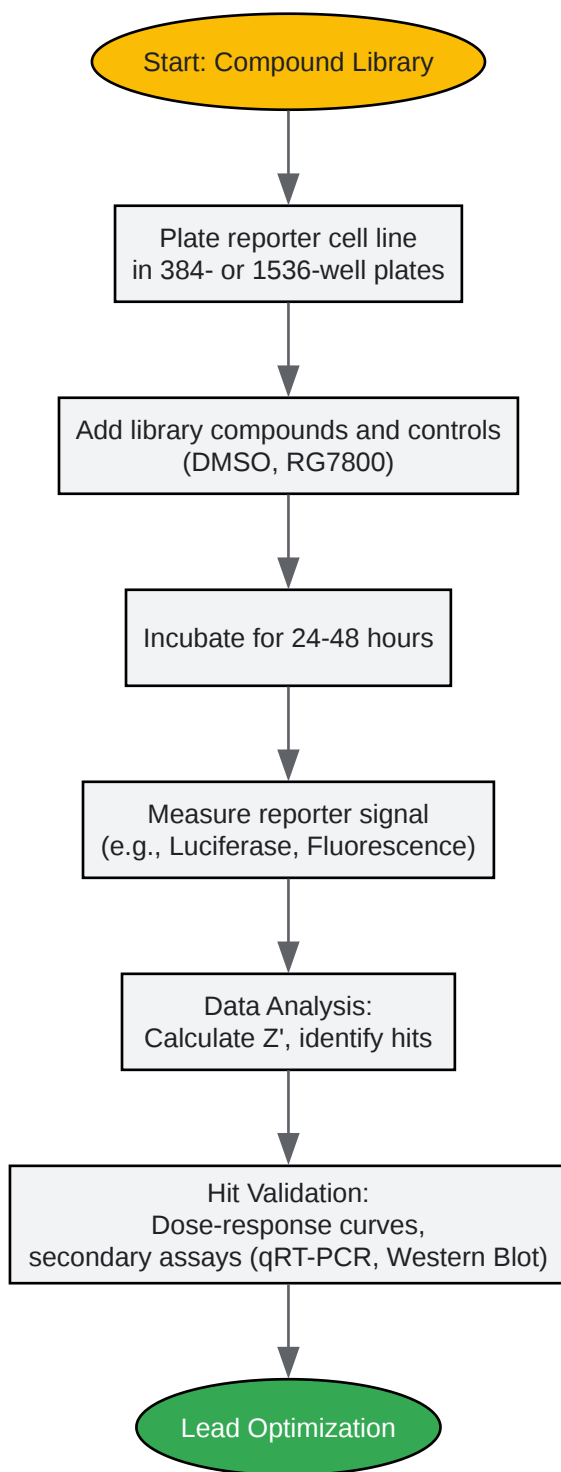 Start: Compound Library
Plate reporter cell line
in 384- or 1536-well plates
Add library compounds and controls
(DMSO, RG7800)
Incubate for 24-48 hours
Measure reporter signal
(e.g., Luciferase, Fluorescence)
Data Analysis:
Calculate Z', identify hits
Hit Validation:
Dose-response curves,
secondary assays (qRT-PCR, Western Blot)
Lead Optimization